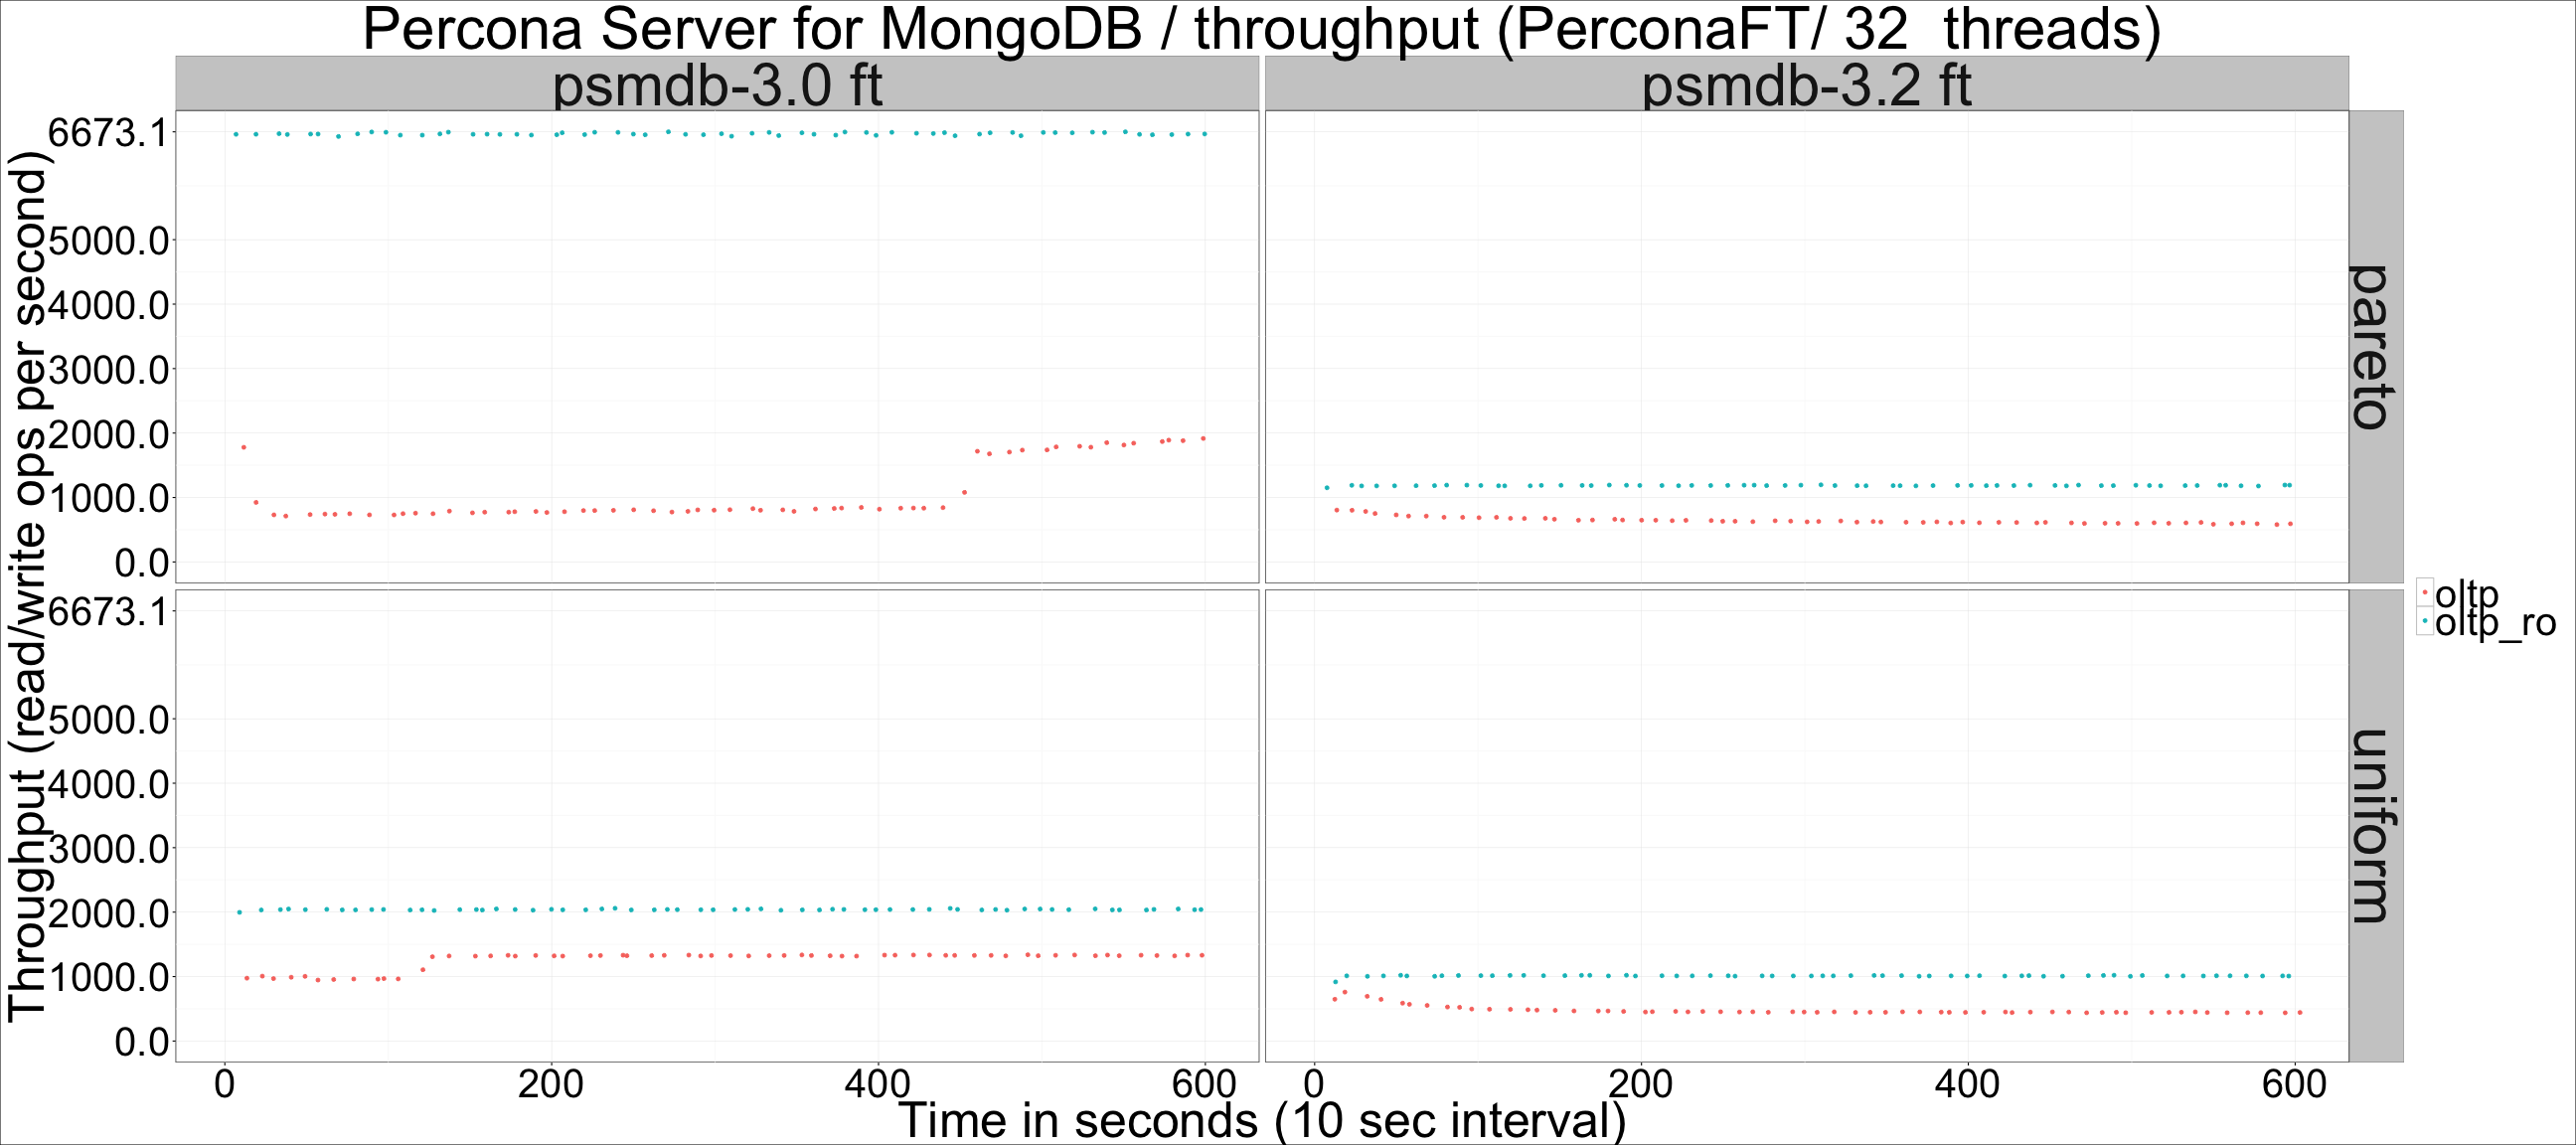 Percona Server for MongoDB / throughput (PerconaFT/ 32  threads)
psmdb-3.0 ft
psmdb-3.2 ft
Throughput (read/write ops per second)
6673.1
5000.0
4000.0
3000.0
2000.0
1000.0
0.0
pareto
6673.1
5000.0
4000.0
3000.0
2000.0
1000.0
0.0
uniform
oltp
oltp_ro
0 200 400 600
0 200 400 600
Time in seconds (10 sec interval)